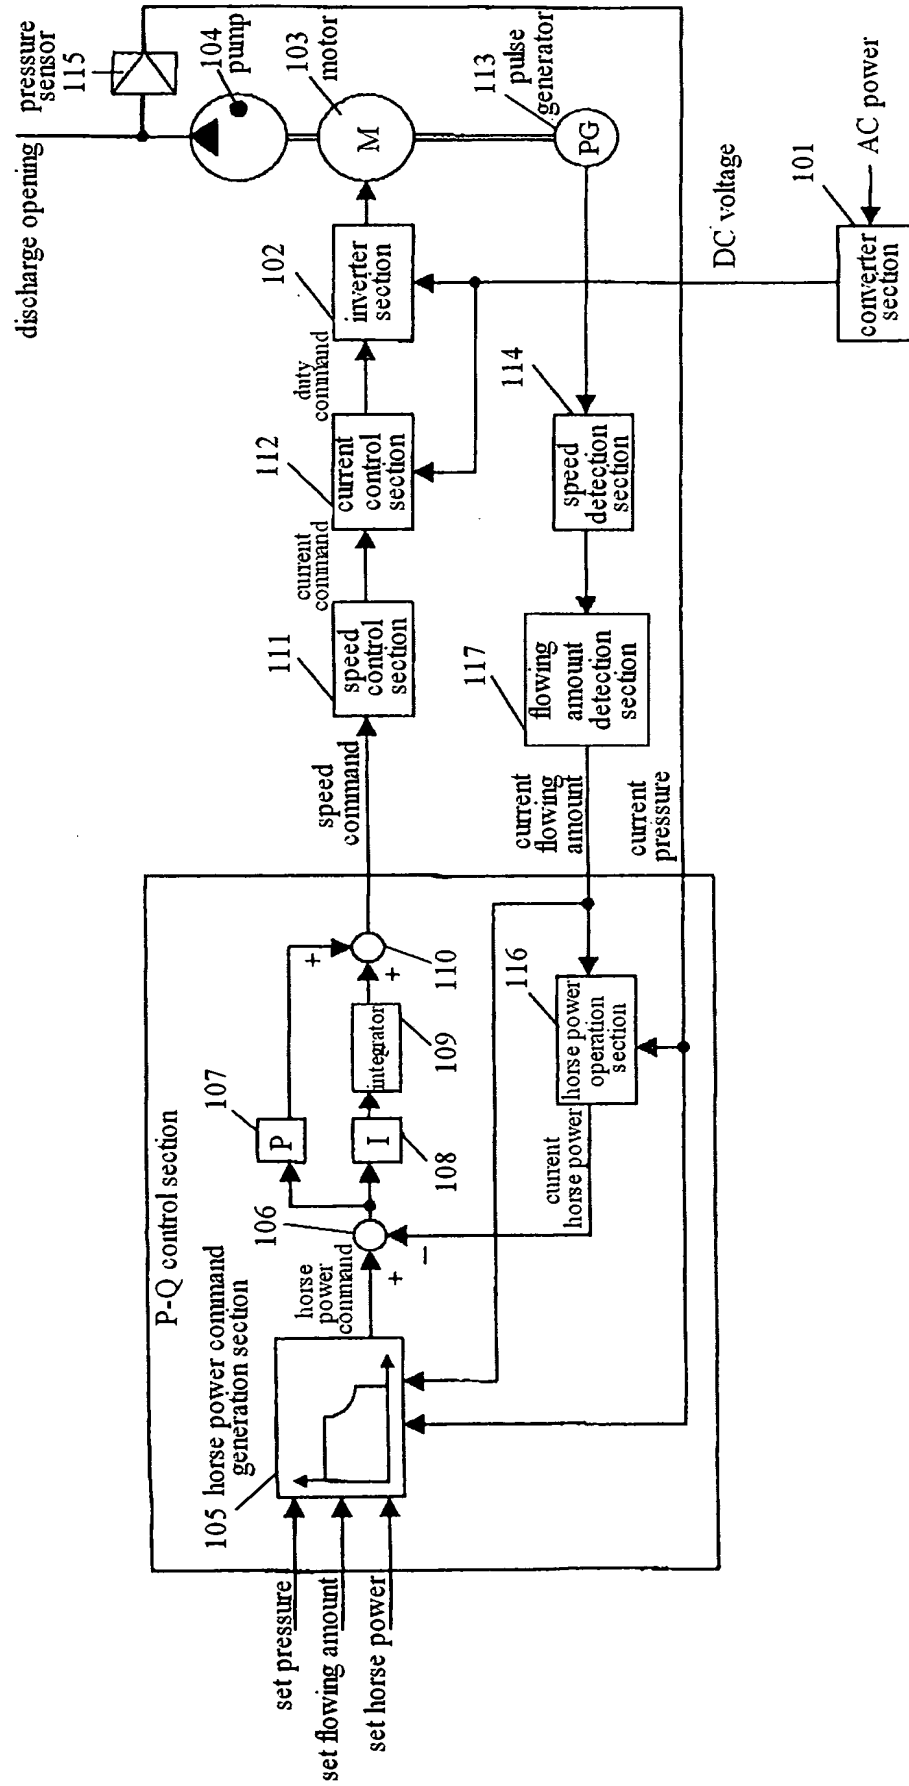 discharge opening
pressure
sensor
115
104
pump
103
motor
M
113
pulse
generator
PG
AC power
101
converter
section
DC voltage
102
inverter
section
duty
command
112
current
control
section
current
command
111
speed
control
section
speed
command
114
speed
detection
section
117
flowing
amount
detection
section
current
flowing
amount
current
pressure
P-Q control section
110
+
+
109
integrator
107
P
108
I
106
+
−
horse
power
command
116
horse power
operation
section
current
horse power
105 horse power command
generation section
set pressure
set flowing amount
set horse power